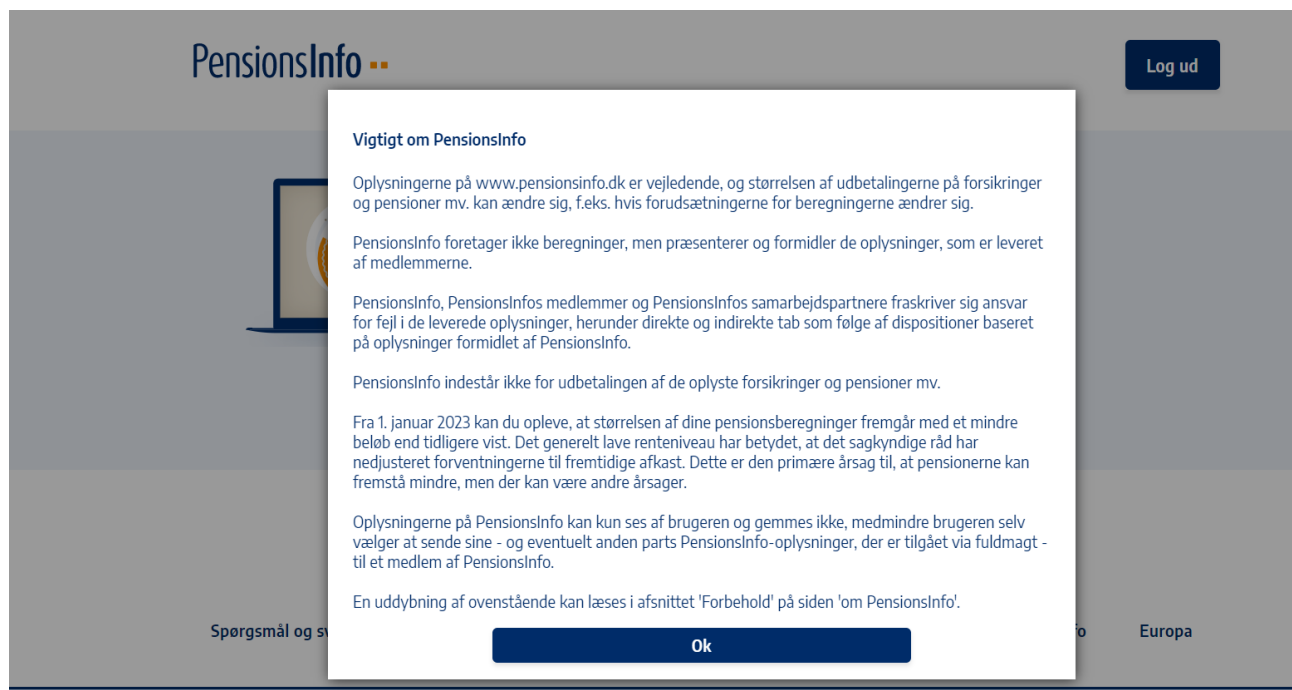 PensionsInfo
Log ud
Vigtigt om PensionsInfo
Oplysningerne på www.pensionsinfo.dk er vejledende, og størrelsen af udbetalingerne på forsikringer
og pensioner mv. kan ændre sig, f.eks. hvis forudsætningerne for beregningerne ændrer sig.
PensionsInfo foretager ikke beregninger, men præsenterer og formidler de oplysninger, som er leveret
af medlemmerne.
PensionsInfo, PensionsInfos medlemmer og PensionsInfos samarbejdspartnere fraskriver sig ansvar
for fejl i de leverede oplysninger, herunder direkte og indirekte tab som følge af dispositioner baseret
på oplysninger formidlet af PensionsInfo.
PensionsInfo indestår ikke for udbetalingen af de oplyste forsikringer og pensioner mv.
Fra 1. januar 2023 kan du opleve, at størrelsen af dine pensionsberegninger fremgår med et mindre
beløb end tidligere vist. Det generelt lave renteniveau har betydet, at det sagkyndige råd har
nedjusteret forventningerne til fremtidige afkast. Dette er den primære årsag til, at pensionerne kan
fremstå mindre, men der kan være andre årsager.
Oplysningerne på PensionsInfo kan kun ses af brugeren og gemmes ikke, medmindre brugeren selv
vælger at sende sine - og eventuelt anden parts PensionsInfo-oplysninger, der er tilgået via fuldmagt -
til et medlem af PensionsInfo.
En uddybning af ovenstående kan læses i afsnittet 'Forbehold' på siden 'om PensionsInfo'.
Spørgsmål og
Europa
Ok